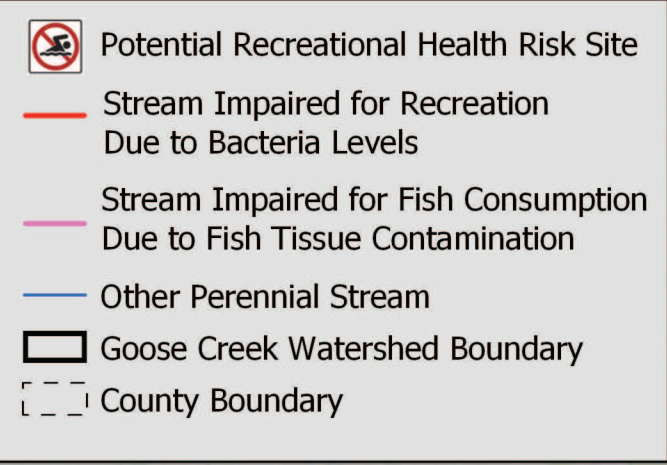 Potential Recreational Health Risk Site
Stream Impaired for Recreation
Due to Bacteria Levels
Stream Impaired for Fish Consumption
Due to Fish Tissue Contamination
Other Perennial Stream
Goose Creek Watershed Boundary
County Boundary